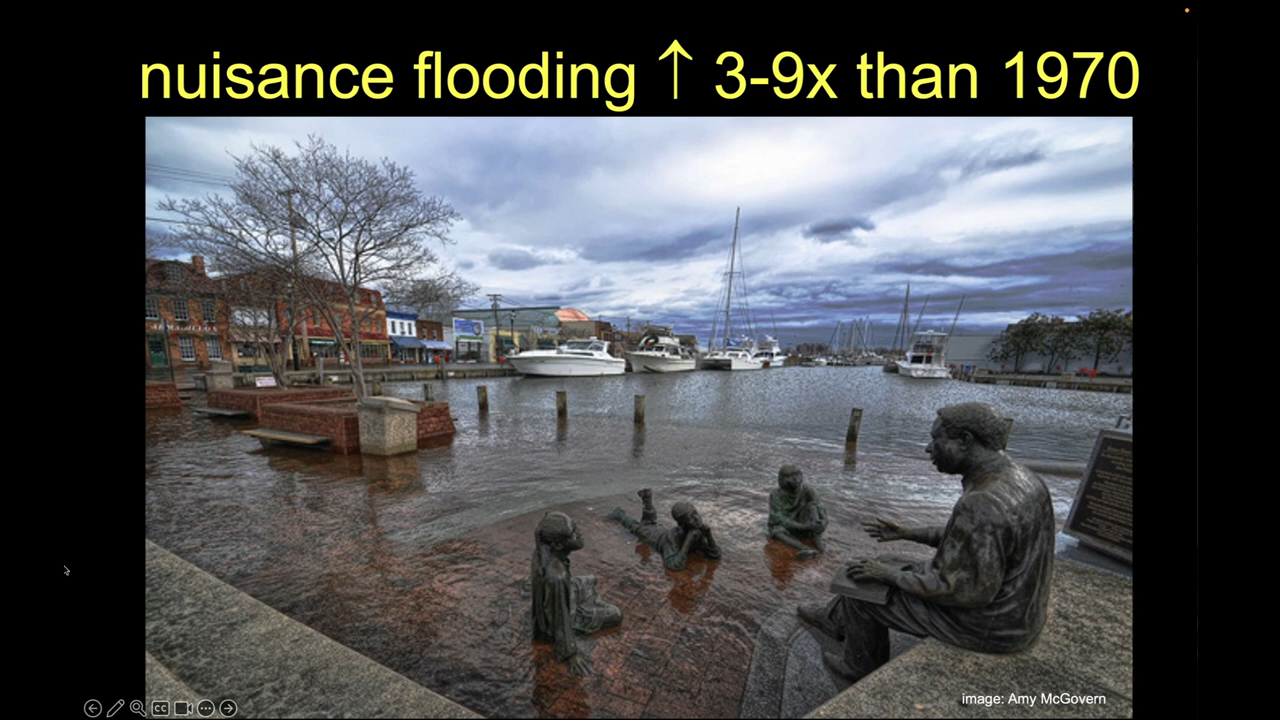 nuisance flooding ↑ 3-9x than 1970
image: Amy McGovern